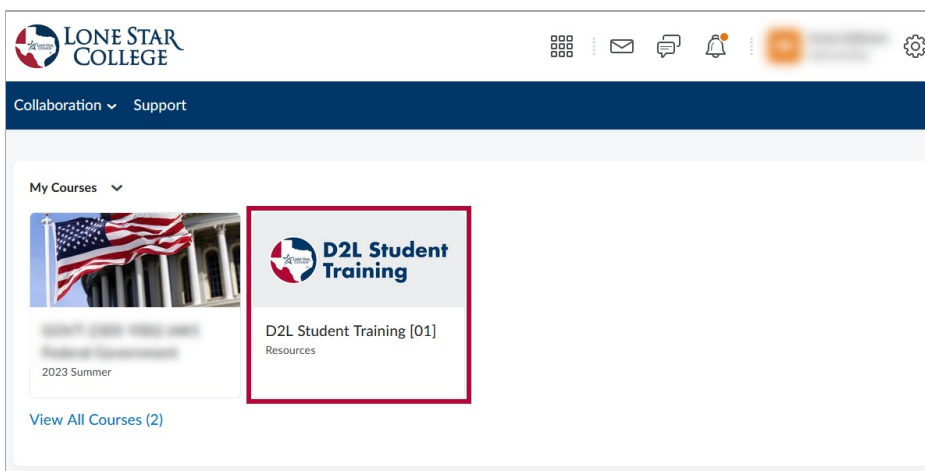 LONE STAR
COLLEGE
Collaboration Support
My Courses
D2L Student
Training
D2L Student Training [01]
Resources
2023 Summer
View All Courses (2)